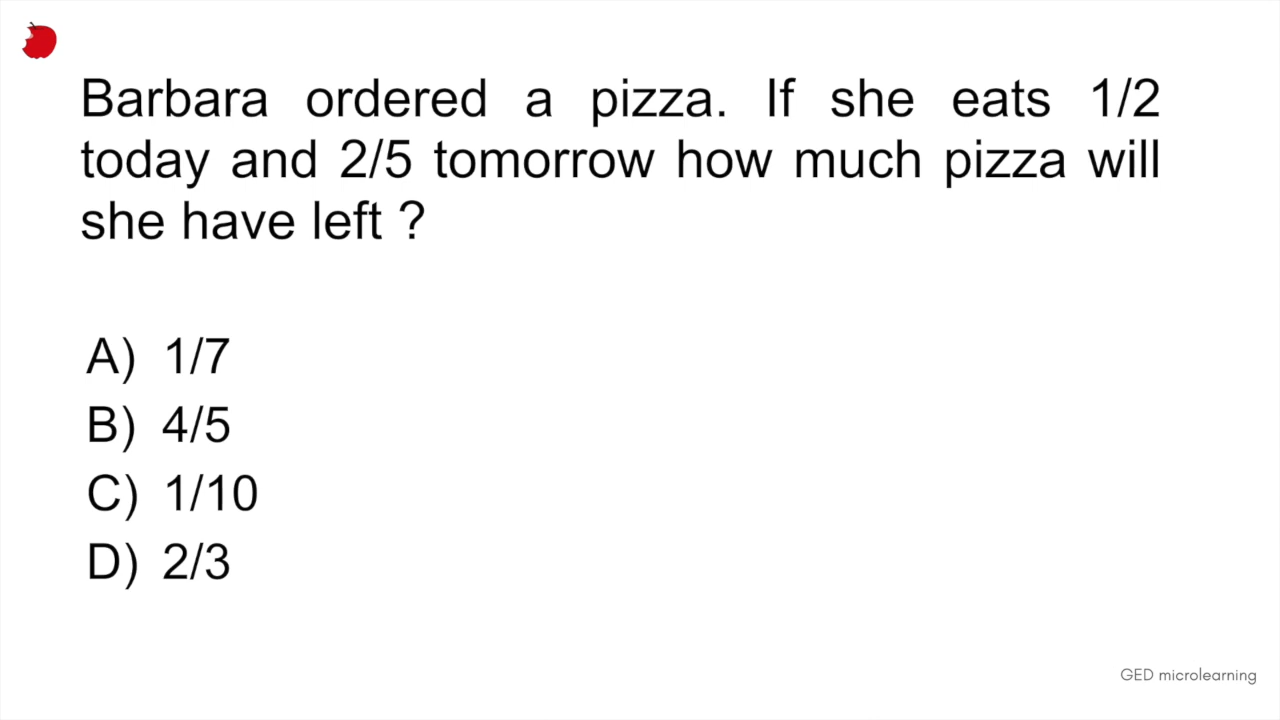 Barbara ordered a pizza. If she eats 1/2
today and 2/5 tomorrow how much pizza will
she have left ?
A) 1/7
B) 4/5
C) 1/10
D) 2/3
GED microlearning